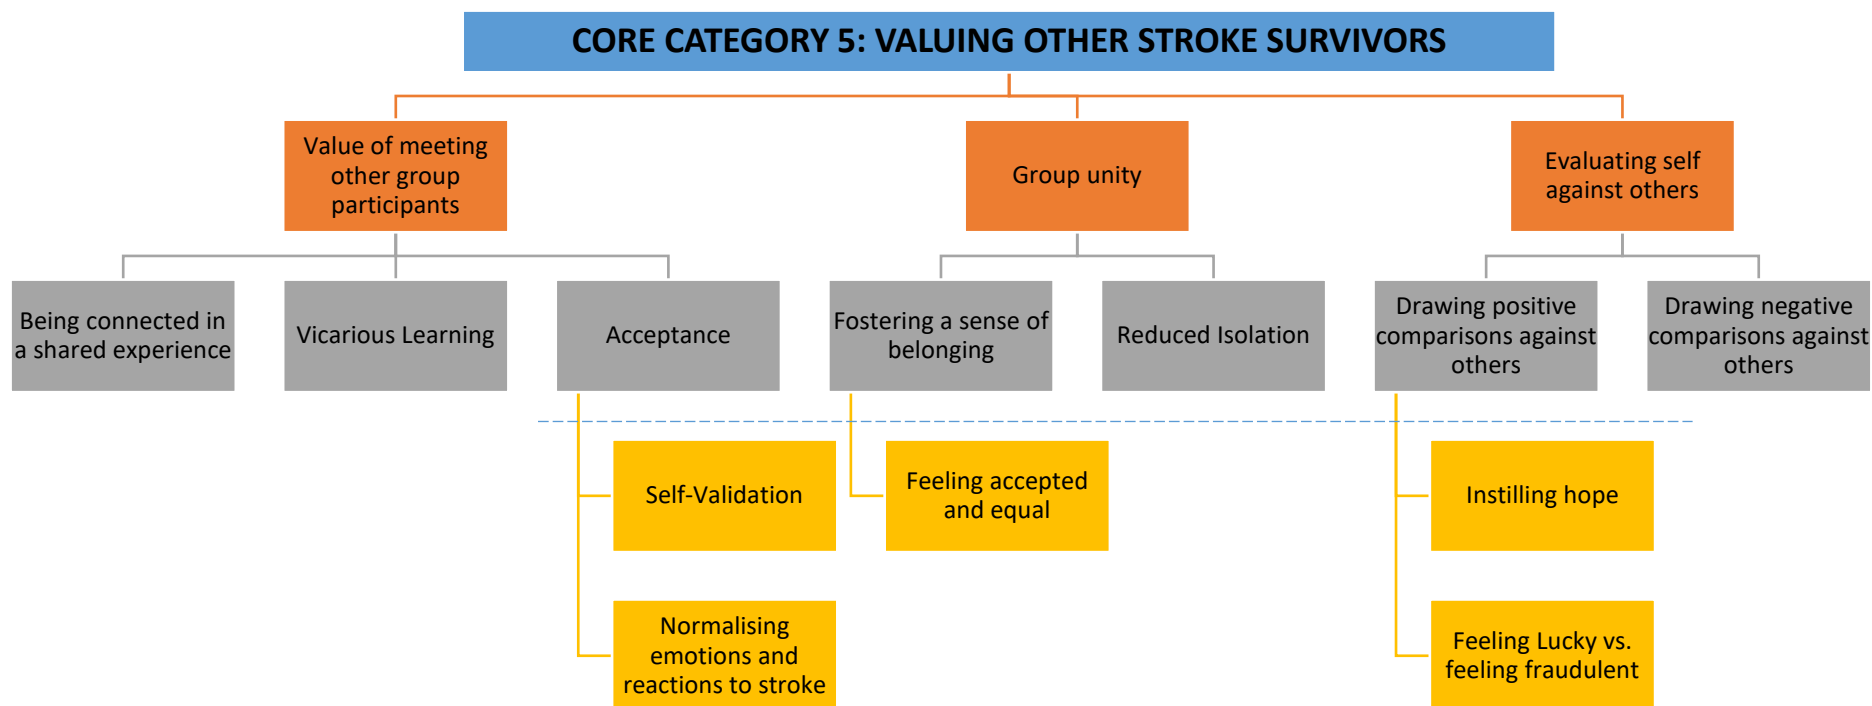 CORE CATEGORY 5: VALUING OTHER STROKE SURVIVORS
Value of meeting
other group
participants
Group unity
Evaluating self
against others
Being connected in
a shared experience
Vicarious Learning
Acceptance
Fostering a sense of
belonging
Reduced Isolation
Drawing positive
comparisons against
others
Drawing negative
comparisons against
others
Self-Validation
Feeling accepted
and equal
Instilling hope
Normalising
emotions and
reactions to stroke
Feeling Lucky vs.
feeling fraudulent